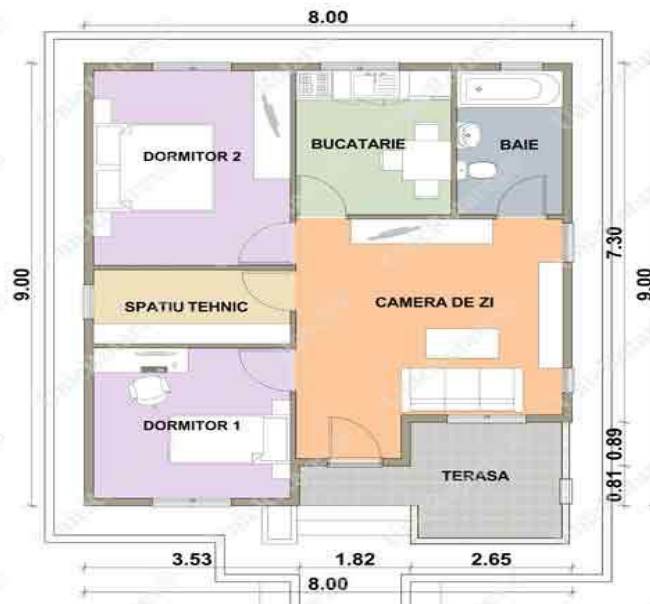 8.00
DORMITOR 2
BUCATARIE
BAIE
9.00
7.30
9.00
SPATIU TEHNIC
CAMERA DE ZI
DORMITOR 1
TERASA
0.89
0.81
3.53
1.82
2.65
8.00